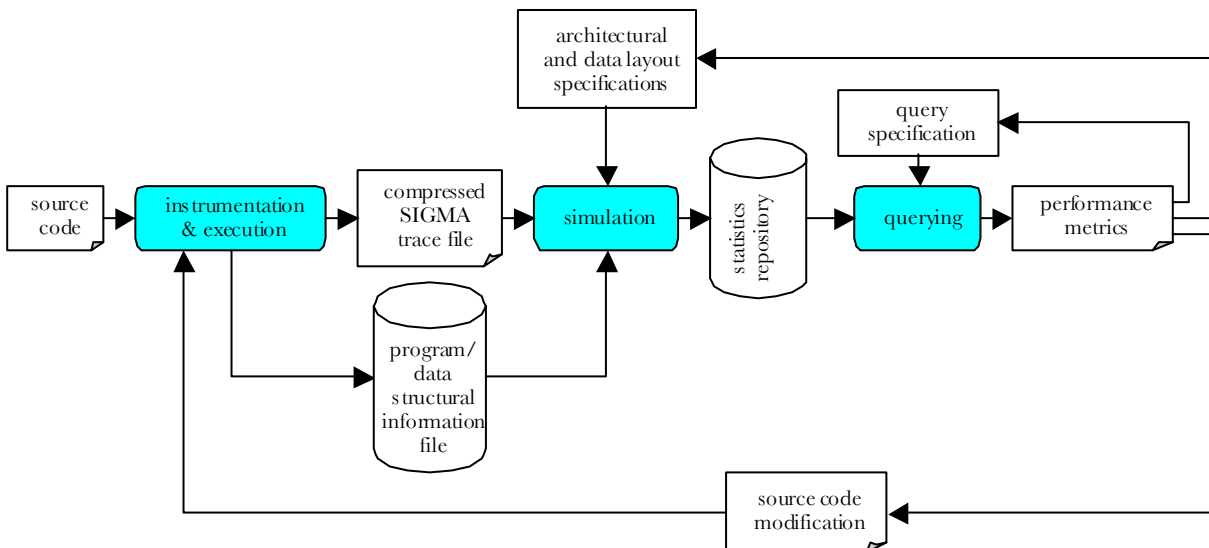 architectural
and data layout
specifications
query
specification
source
code
instrumentation
& execution
compressed
SIGMA
trace file
simulation
statistics
repository
querying
performance
metrics
program/
data
structural
information
file
source code
modification